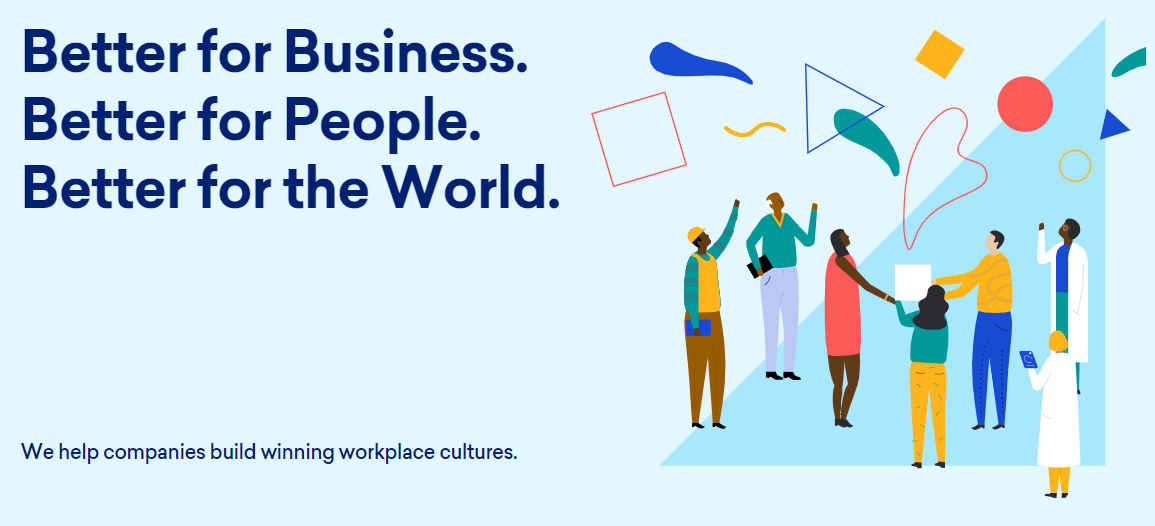 Better for Business.
Better for People.
Better for the World.
We help companies build winning workplace cultures.